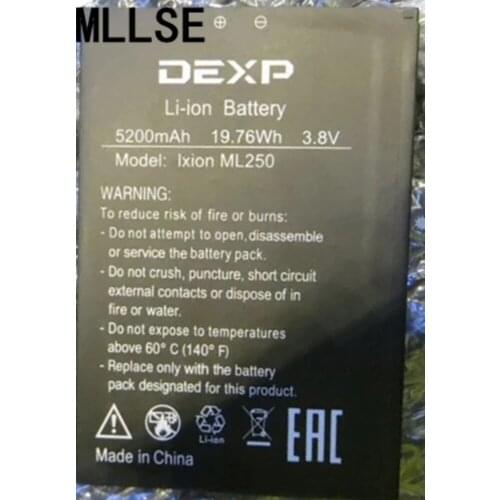 MLLSE
DEXP
Li-ion Battery
5200mAh 19.76Wh 3.8V
Model: Ixion ML250
WARNING:
To reduce risk of fire or burns:
- Do not attempt to open, disassemble
or service the battery pack.
- Do not crush, puncture, short circuit
external contacts or dispose of in
fire or water.
- Do not expose to temperatures
above 60° C (140° F)
- Replace only with the battery
pack designated for this product.
Li-ion
EAC
Made in China